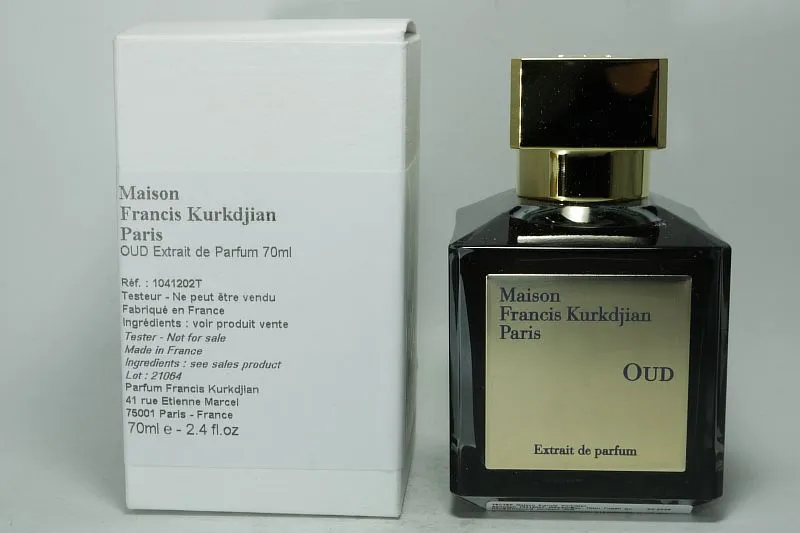 Maison
Francis Kurkdjian
Paris
OUD Extrait de Parfum 70ml
Réf. : 1041202T
Testeur - Ne peut être vendu
Fabriqué en France
Ingrédients : voir produit vente
Tester - Not for sale
Made in France
Ingredients : see sales product
Lot : 21064
Parfum Francis Kurkdjian
41 rue Etienne Marcel
75001 Paris - France
70ml e - 2.4 fl.oz
Maison
Francis Kurkdjian
Paris
OUD
Extrait de parfum